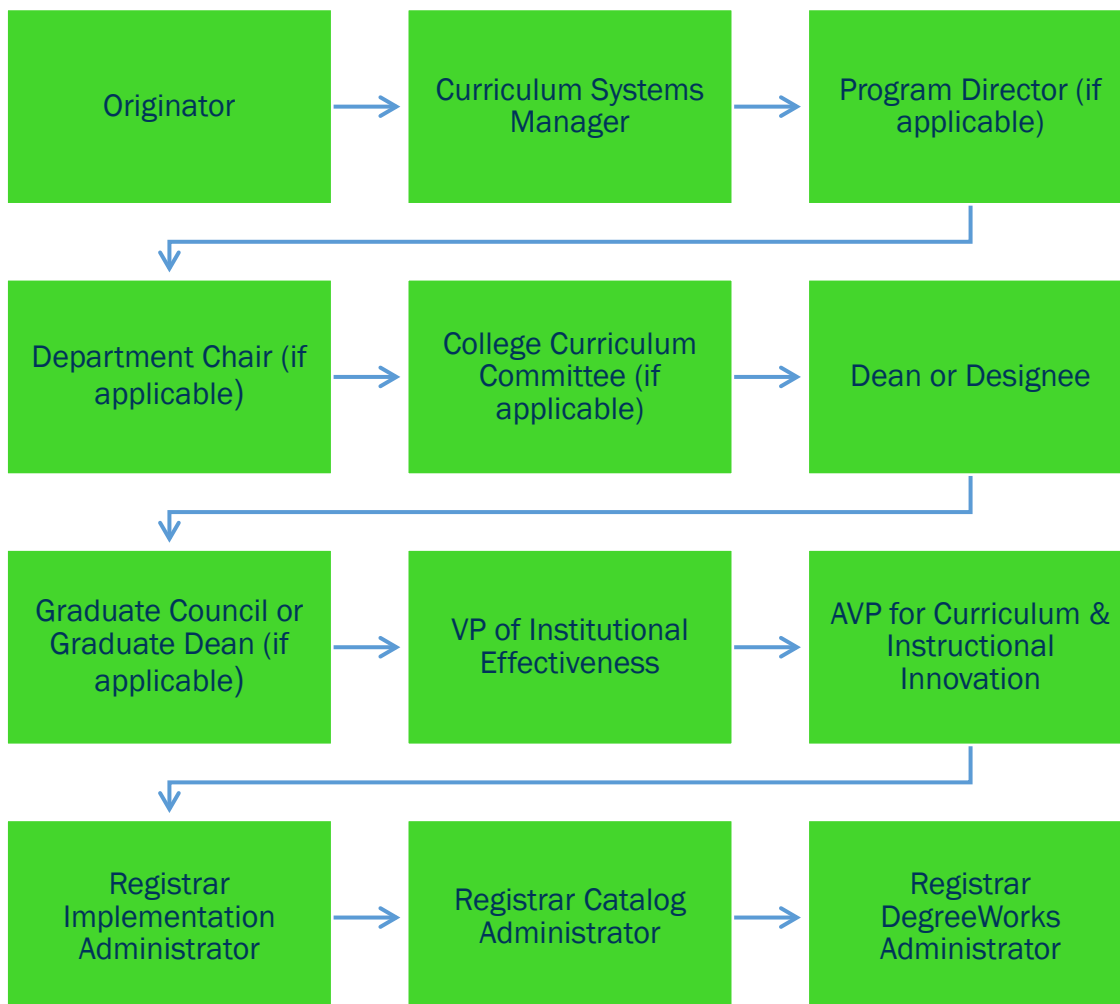 Originator
Curriculum Systems
Manager
Program Director (if
applicable)
Department Chair (if
applicable)
College Curriculum
Committee (if
applicable)
Dean or Designee
Graduate Council or
Graduate Dean (if
applicable)
VP of Institutional
Effectiveness
AVP for Curriculum &
Instructional
Innovation
Registrar
Implementation
Administrator
Registrar Catalog
Administrator
Registrar
DegreeWorks
Administrator